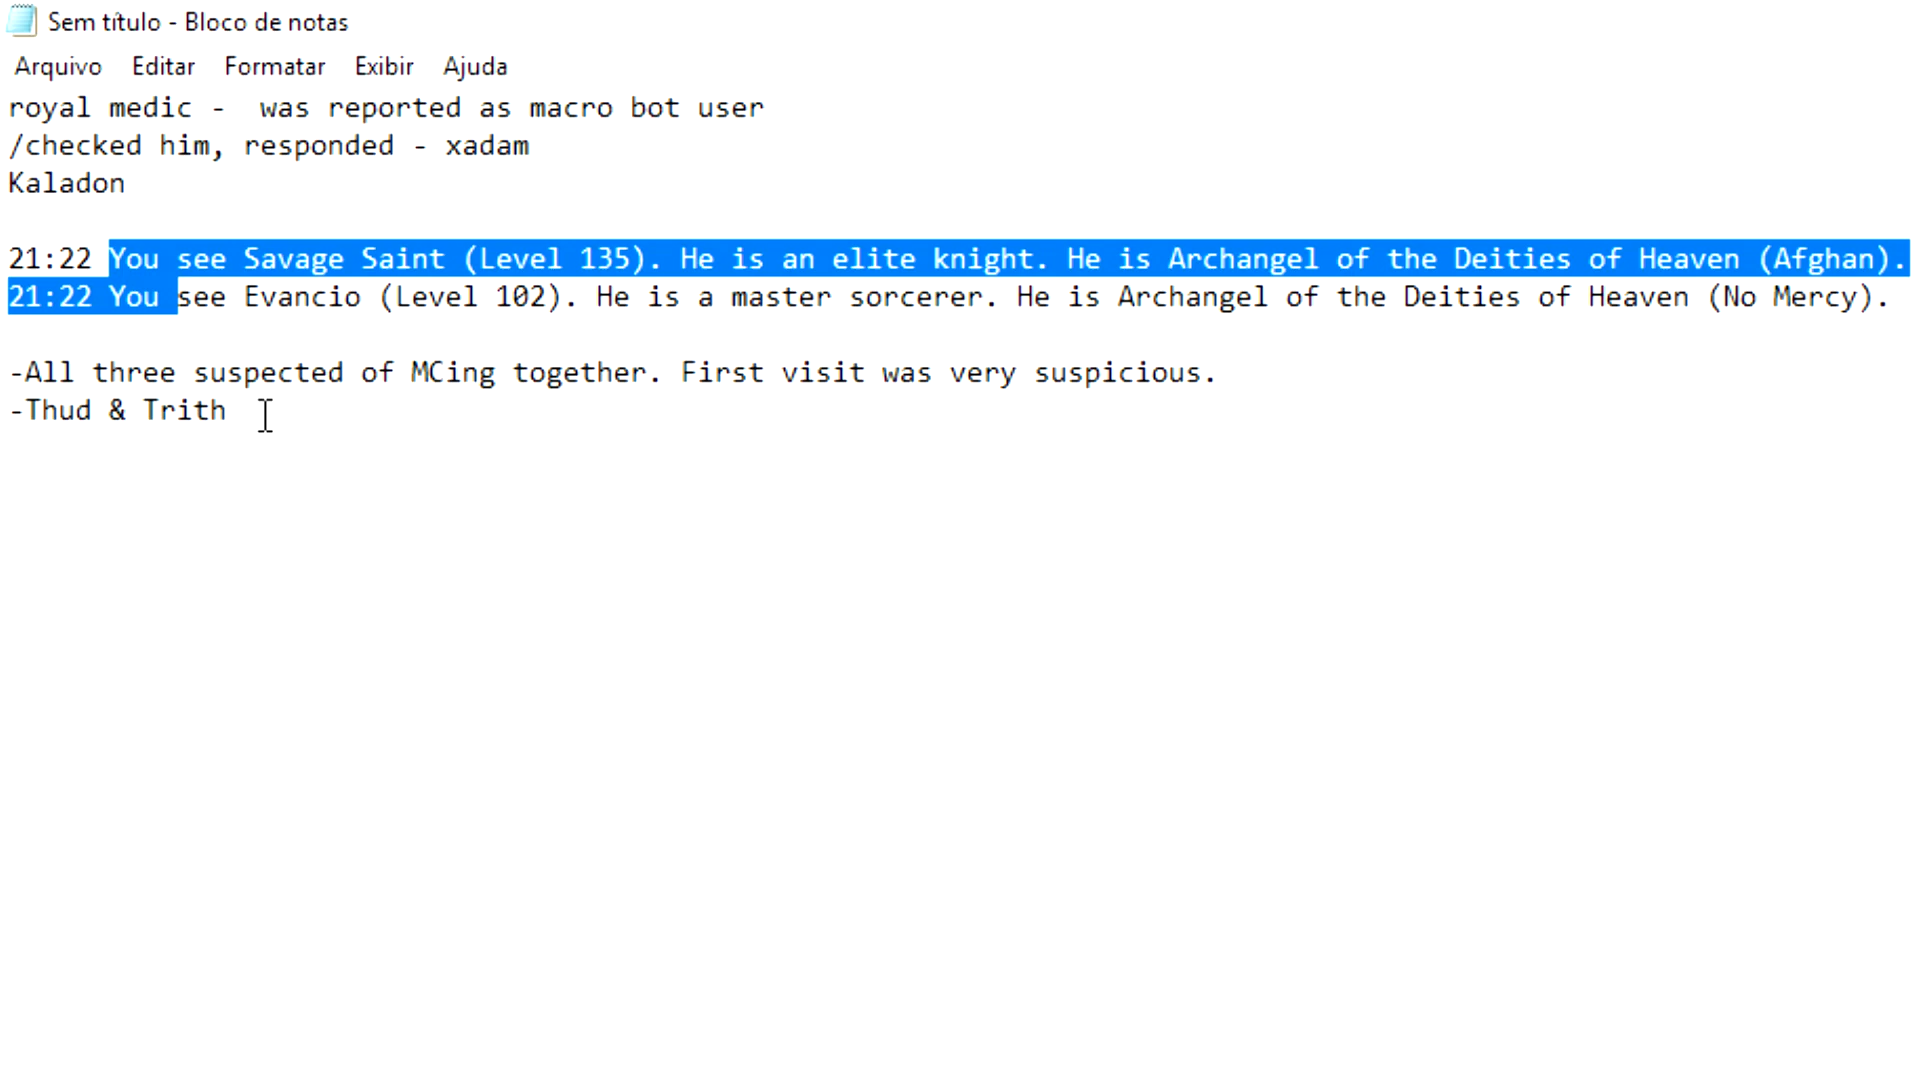 Sem título - Bloco de notas
Arquivo Editar Formatar Exibir Ajuda
royal medic -  was reported as macro bot user
/checked him, responded - xadam
Kaladon
21:22 You see Savage Saint (Level 135). He is an elite knight. He is Archangel of the Deities of Heaven (Afghan).
21:22 You see Evancio (Level 102). He is a master sorcerer. He is Archangel of the Deities of Heaven (No Mercy).
-All three suspected of MCing together. First visit was very suspicious.
-Thud & Trith